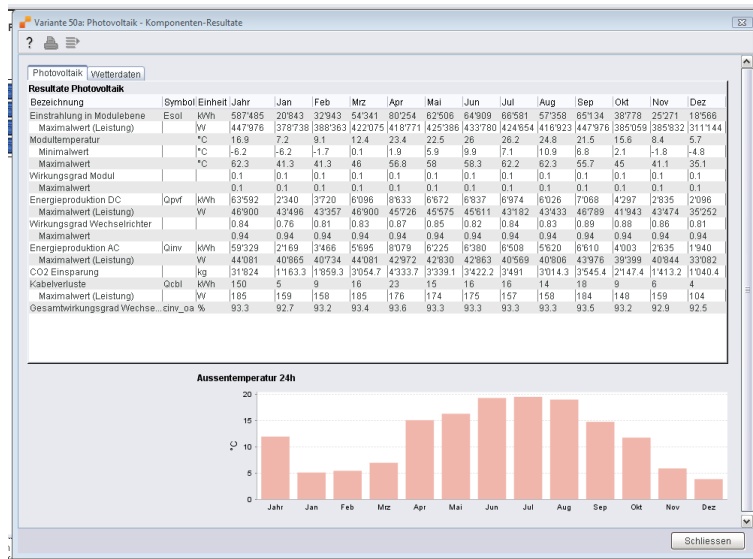 Variante 50a: Photovoltaik - Komponenten-Resultate
?
Photovoltaik Wetterdaten
Resultate Photovoltaik
Bezeichnung Symbol Einheit Jahr Jan Feb Mrz Apr Mai Jun Jul Aug Sep Okt Nov Dez
Einstrahlung in Modulebene Esol kWh 587'485 20'843 32'943 54'341 80'254 62'506 64'909 66'581 57'358 65'134 38'778 25'271 18'566
Maximalwert (Leistung) W 447'976 378'738 388'363 422'075 418'771 425'386 433'780 424'654 416'923 447'976 385'059 385'832 311'144
Modultemperatur °C 16.9 7.2 9.1 12.4 23.4 22.5 26 26.2 24.8 21.5 15.6 8.4 5.7
Minimalwert °C -6.2 -6.2 -1.7 0.1 1.9 5.9 9.9 7.1 10.9 6.8 2.1 -1.8 -4.8
Maximalwert °C 62.3 41.3 41.3 46 56.8 58 58.3 62.2 62.3 55.7 45 41.1 35.1
Wirkungsgrad Modul 0.1 0.1 0.1 0.1 0.1 0.1 0.1 0.1 0.1 0.1 0.1 0.1 0.1
Maximalwert 0.1 0.1 0.1 0.1 0.1 0.1 0.1 0.1 0.1 0.1 0.1 0.1 0.1
Energieproduktion DC Qpvf kWh 63'592 2'340 3'720 6'096 8'633 6'672 6'837 6'974 6'026 7'068 4'297 2'835 2'096
Maximalwert (Leistung) W 46'900 43'496 43'357 46'900 45'726 45'575 45'611 43'182 43'433 46'789 41'943 43'474 35'252
Wirkungsgrad Wechselrichter 0.84 0.76 0.81 0.83 0.87 0.85 0.82 0.84 0.83 0.89 0.88 0.86 0.81
Maximalwert 0.94 0.94 0.94 0.94 0.94 0.94 0.94 0.94 0.94 0.94 0.94 0.94 0.94
Energieproduktion AC Qinv kWh 59'329 2'169 3'466 5'695 8'079 6'225 6'380 6'508 5'620 6'610 4'003 2'635 1'940
Maximalwert (Leistung) W 44'081 40'865 40'734 44'081 42'972 42'830 42'863 40'569 40'806 43'976 39'399 40'844 33'082
CO2 Einsparung kg 31'824 1'163.3 1'859.3 3'054.7 4'333.7 3'339.1 3'422.2 3'491 3'014.3 3'545.4 2'147.4 1'413.2 1'040.4
Kabelverluste Qcbl kWh 150 5 9 16 23 15 16 16 14 18 9 6 4
Maximalwert (Leistung) W 185 159 158 185 176 174 175 157 158 184 148 159 104
Gesamtwirkungsgrad Wechse... εinv_oa % 93.3 92.7 93.2 93.4 93.6 93.3 93.3 93.3 93.3 93.5 93.2 92.9 92.5
Aussentemperatur 24h
20
15
°C
10
5
0
Jahr Jan Feb Mrz Apr Mai Jun Jul Aug Sep Okt Nov Dez
Schliessen